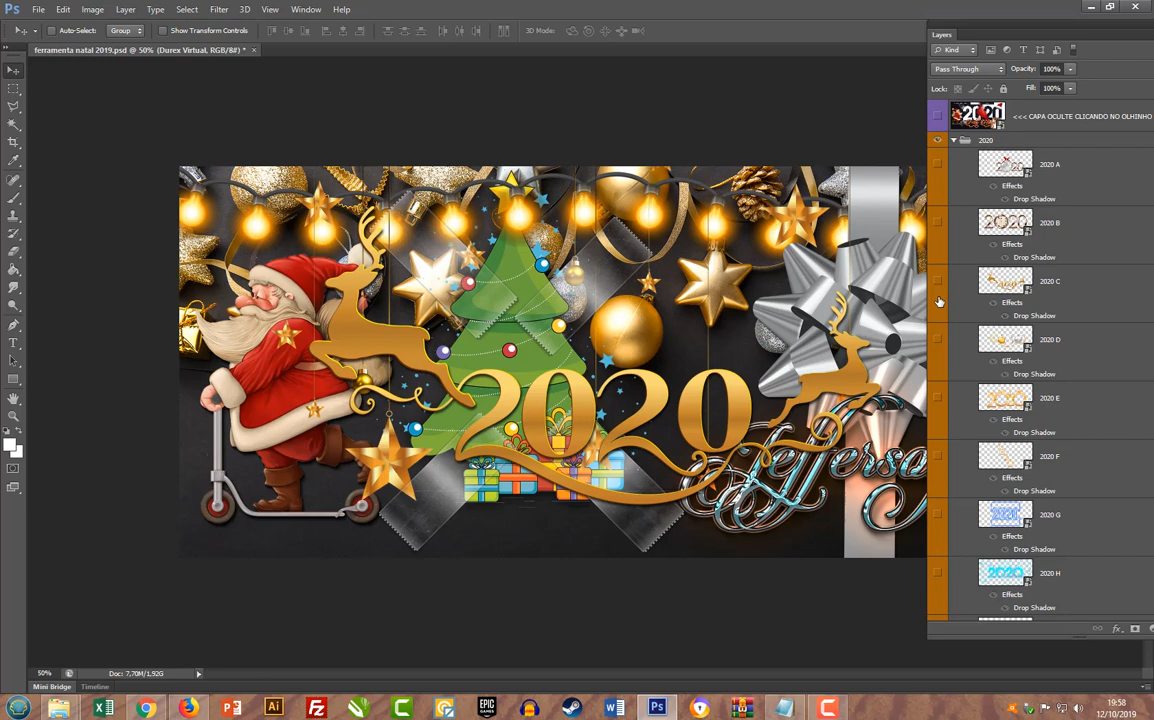 Ps File Edit Image Layer Type Select Filter 3D View Window Help
Auto-Select: Group Show Transform Controls 3D Mode:
ferramenta natal 2019.psd @ 50% (Durex Virtual, RGB/8#) * ×
Layers
Kind
Pass Through Opacity: 100%
Lock: Fill: 100%
<<< CAPA OCULTE CLICANDO NO OLHINHO
2020
2020 A
Effects
Drop Shadow
2020 B
Effects
Drop Shadow
2020 C
Effects
Drop Shadow
2020 D
Effects
Drop Shadow
2020 E
Effects
Drop Shadow
2020 F
Effects
Drop Shadow
2020 G
Effects
Drop Shadow
2020 H
Effects
Drop Shadow
2020
Jefferso
50% Doc: 7,70M/1,92G
Mini Bridge Timeline
19:58
12/10/2019